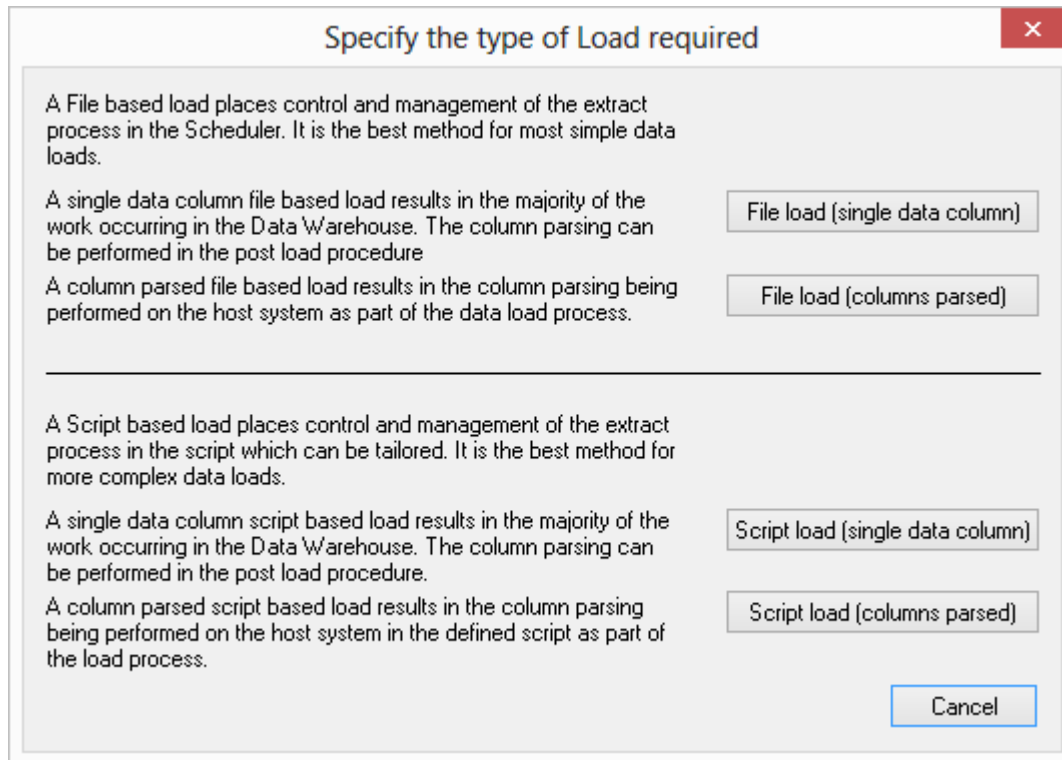 Specify the type of Load required
A File based load places control and management of the extract
process in the Scheduler. It is the best method for most simple data
loads.
A single data column file based load results in the majority of the
work occurring in the Data Warehouse. The column parsing can
be performed in the post load procedure
File load (single data column)
A column parsed file based load results in the column parsing being
performed on the host system as part of the data load process.
File load (columns parsed)
A Script based load places control and management of the extract
process in the script which can be tailored. It is the best method for
more complex data loads.
A single data column script based load results in the majority of the
work occurring in the Data Warehouse. The column parsing can
be performed in the post load procedure.
Script load (single data column)
A column parsed script based load results in the column parsing
being performed on the host system in the defined script as part of
the load process.
Script load (columns parsed)
Cancel